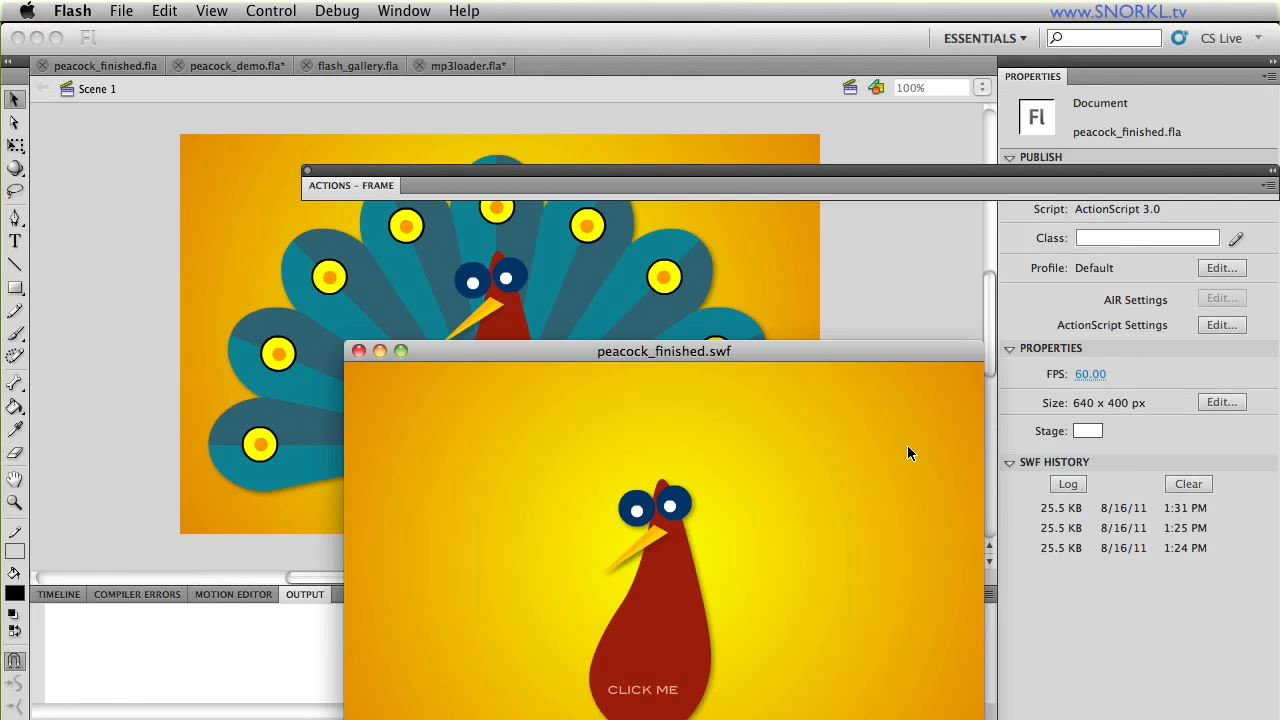 Flash File Edit View Control Debug Window Help www.SNORKL.tv
Fl ESSENTIALS CS Live
peacock_finished.fla peacock_demo.fla* flash_gallery.fla mp3loader.fla* PROPERTIES
Scene 1 100%
Fl Document
peacock_finished.fla
PUBLISH
ACTIONS - FRAME
Script: ActionScript 3.0
Class:
Profile: Default Edit...
AIR Settings Edit...
ActionScript Settings Edit...
PROPERTIES
peacock_finished.swf
FPS: 60.00
Size: 640 x 400 px Edit...
Stage:
SWF HISTORY
Log Clear
25.5 KB 8/16/11 1:31 PM
25.5 KB 8/16/11 1:25 PM
25.5 KB 8/16/11 1:24 PM
TIMELINE COMPILER ERRORS MOTION EDITOR OUTPUT
CLICK ME